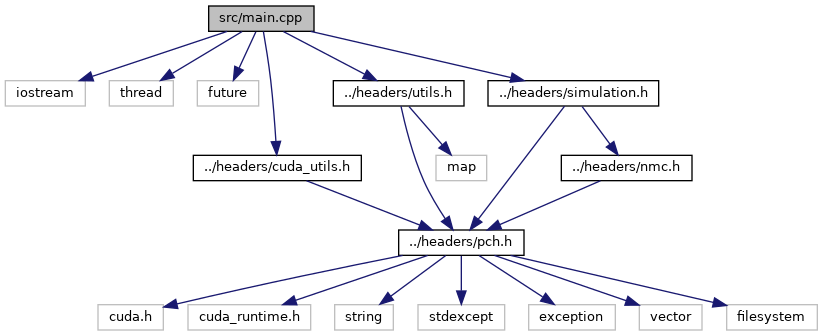 src/main.cpp
iostream
thread
future
../headers/utils.h
../headers/simulation.h
../headers/cuda_utils.h
map
../headers/nmc.h
../headers/pch.h
cuda.h
cuda_runtime.h
string
stdexcept
exception
vector
filesystem